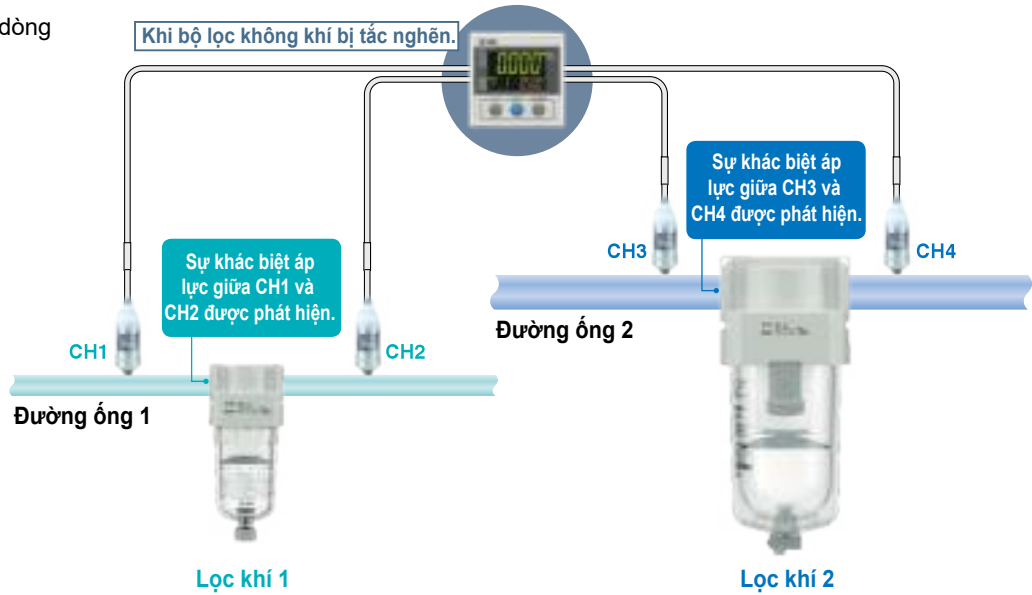 dòng
Khi bộ lọc không khí bị tắc nghẽn.
0.000
Sự khác biệt áp
lực giữa CH3 và
CH4 được phát hiện.
CH3
CH4
Sự khác biệt áp
lực giữa CH1 và
CH2 được phát hiện.
CH1
CH2
Đường ống 2
Đường ống 1
Lọc khí 1
Lọc khí 2